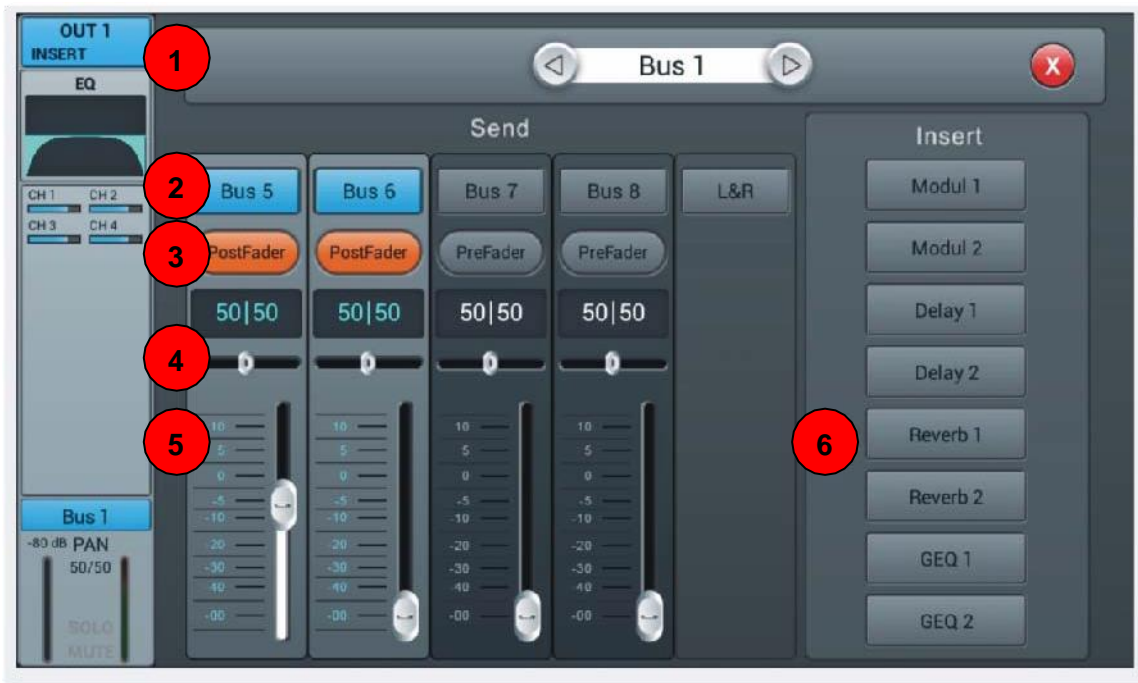 OUT 1
INSERT
EQ
CH 1 CH 2
CH 3 CH 4
Bus 1
-80 dB PAN
50/50
SOLO
MUTE
1
Bus 1
X
Send
2
Bus 5 Bus 6 Bus 7 Bus 8 L&R
3
PostFader PostFader PreFader PreFader
50|50 50|50 50|50 50|50
4
5
10 10 10 10
5 5 5 5
0 0 0 0
-5 -5 -5 -5
-10 -10 -10 -10
-20 -20 -20 -20
-30 -30 -30 -30
-40 -40 -40 -40
-00 -00 -00 -00
Insert
Modul 1
Modul 2
Delay 1
Delay 2
6
Reverb 1
Reverb 2
GEQ 1
GEQ 2